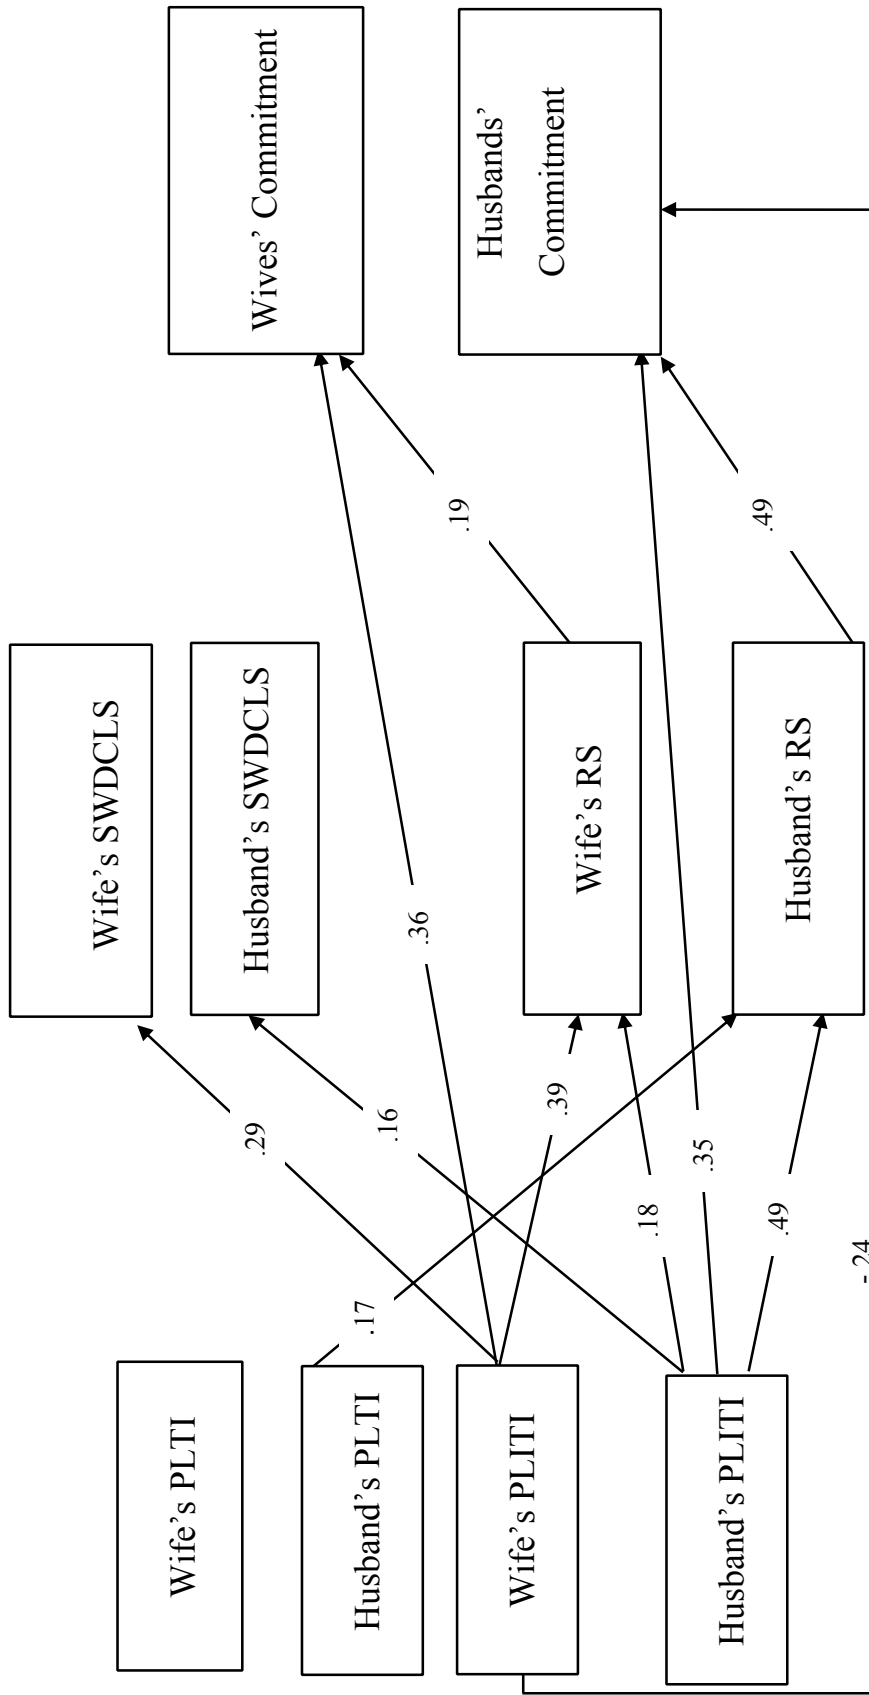 Wife’s PLTI
Husband’s PLTI
Wife’s PLITI
Husband’s PLITI
.29
.16
.17
.36
.39
.18
.35
.49
-.24
Wife’s SWDCLS
Husband’s SWDCLS
Wife’s RS
Husband’s RS
.19
.49
Wives’ Commitment
Husbands’
Commitment